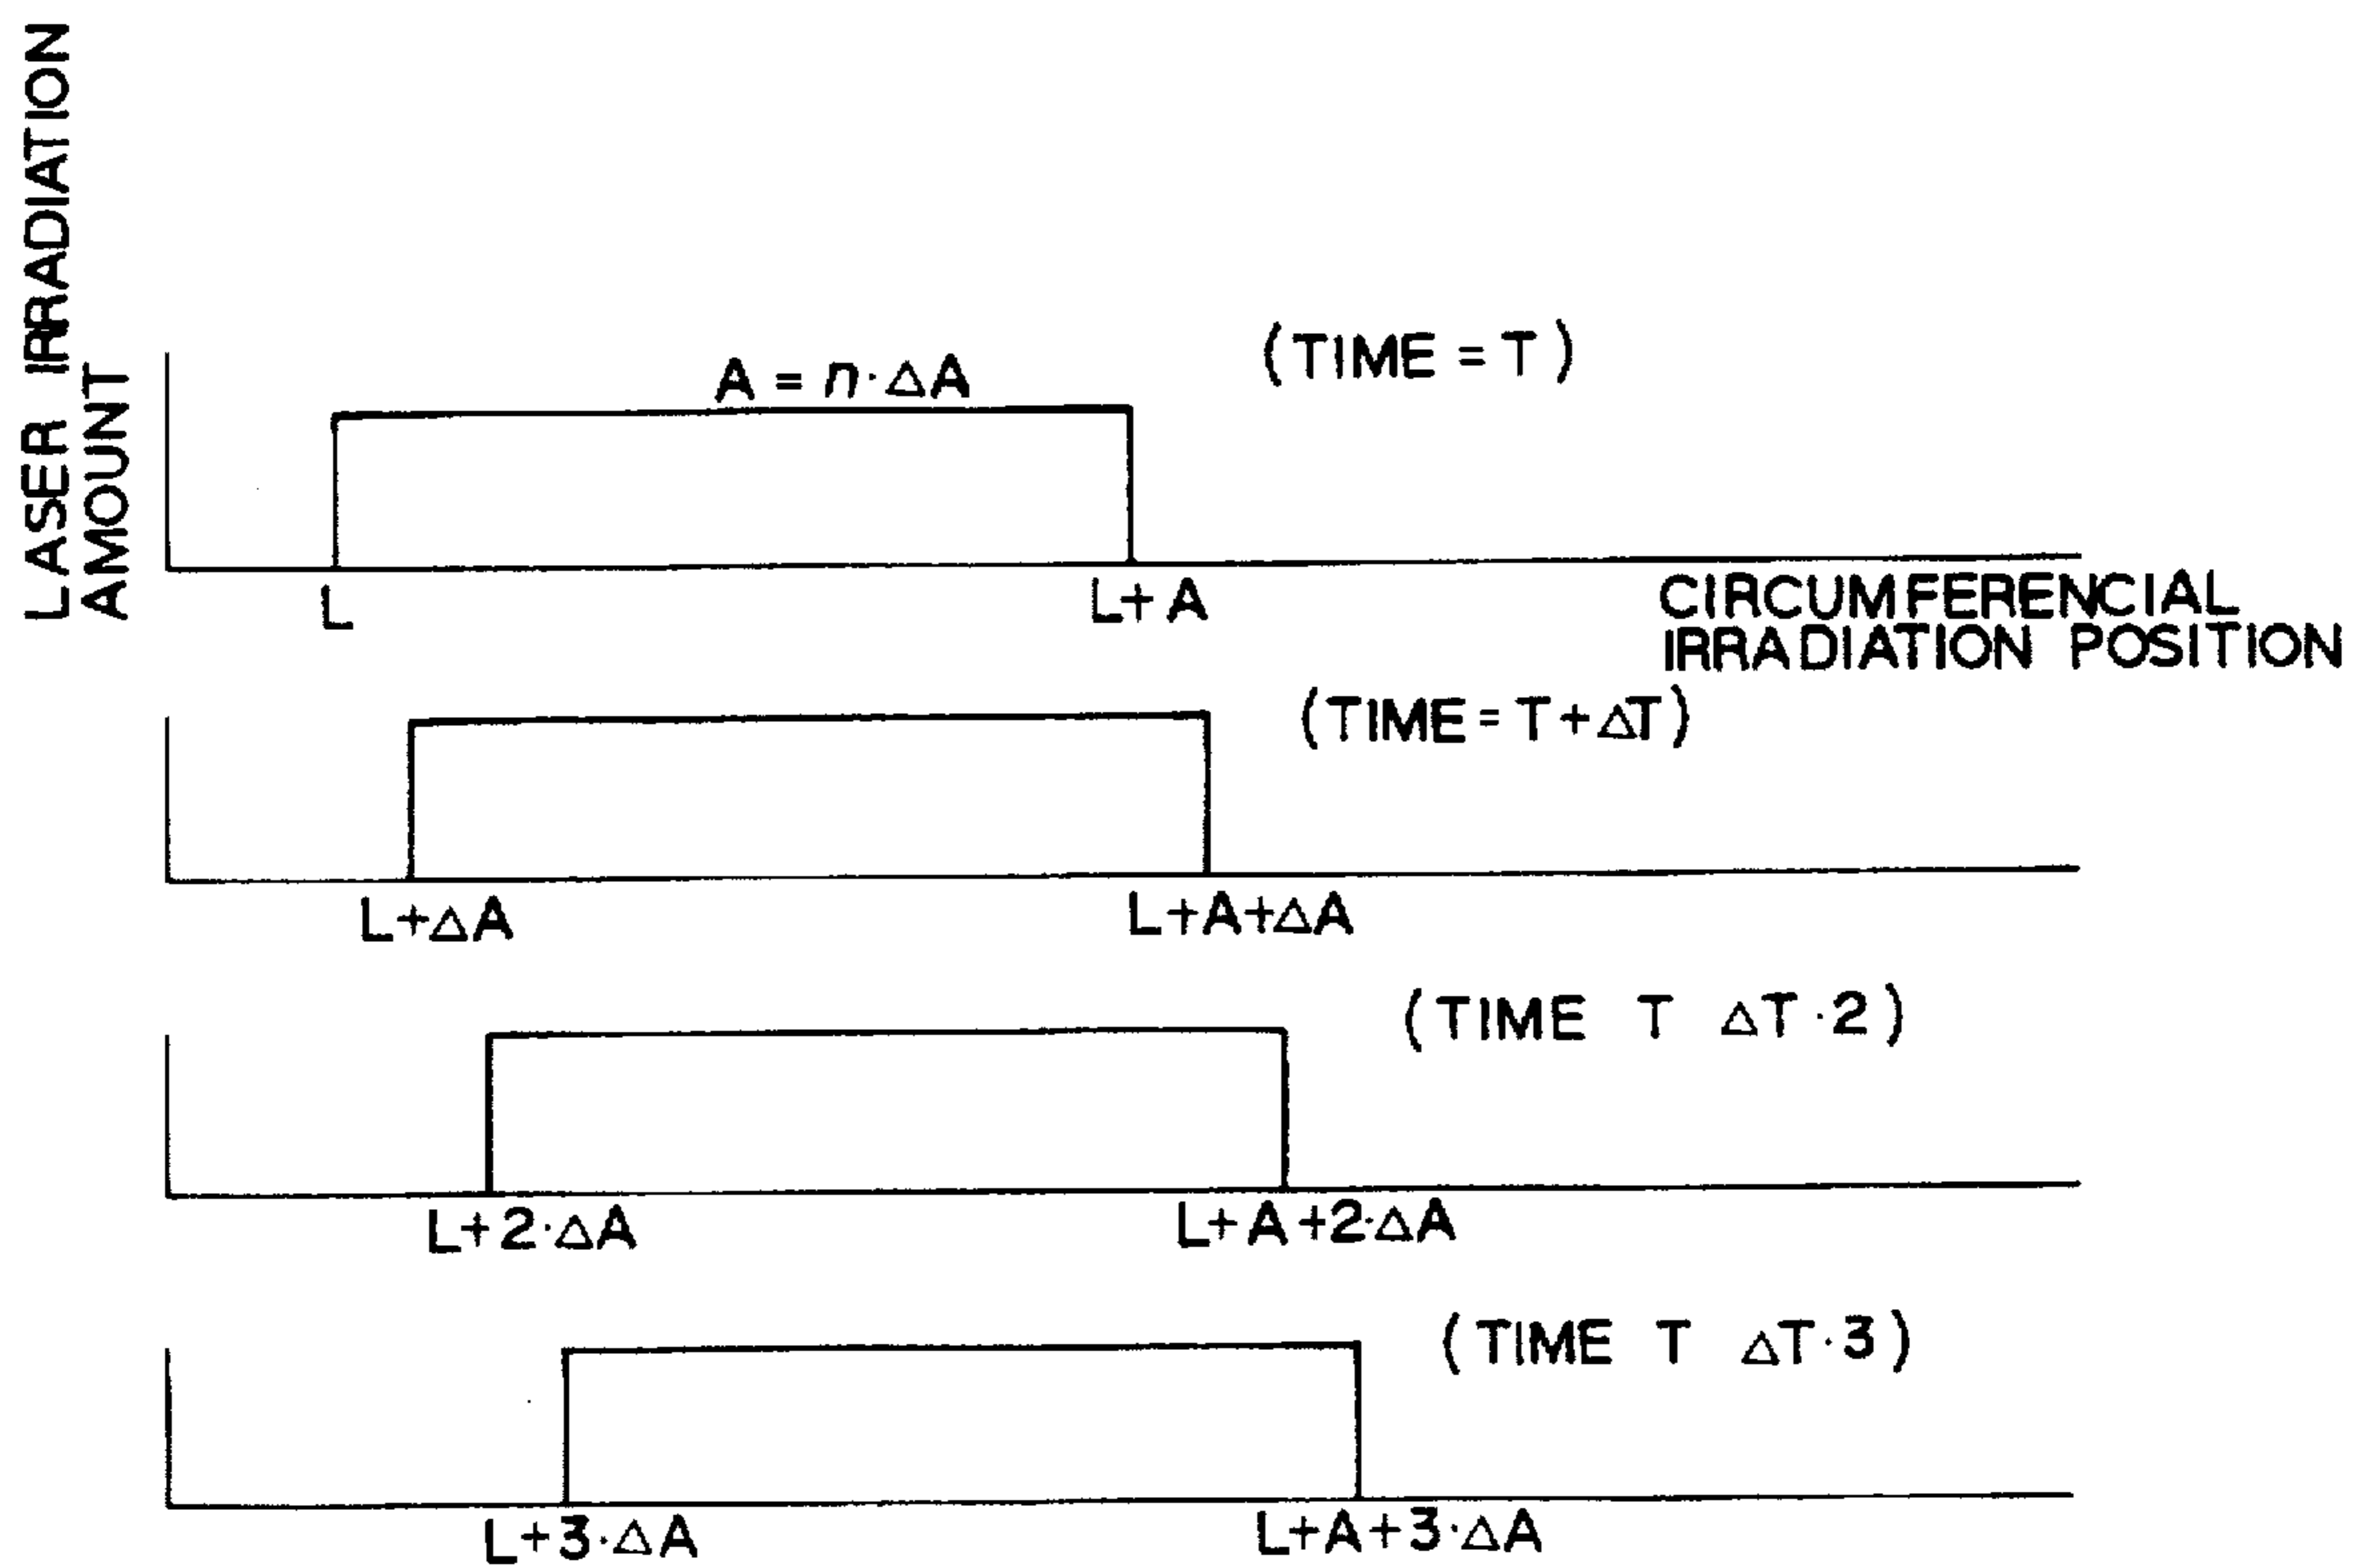 LASER IRRADIATION
AMOUNT
A = n·ΔA
(TIME = T)
L
L+A
CIRCUMFERENCIAL
IRRADIATION POSITION
(TIME = T+ΔT)
L+ΔA
L+A+ΔA
(TIME T ΔT·2)
L+2·ΔA
L+A+2·ΔA
(TIME T ΔT·3)
L+3·ΔA
L+A+3·ΔA